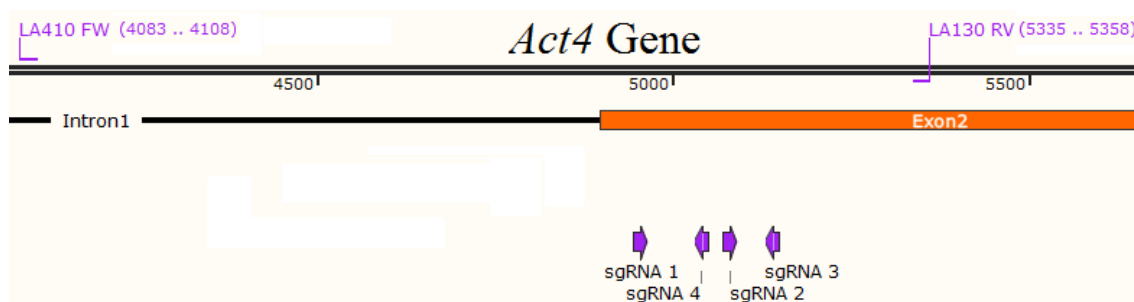 LA410 FW (4083 .. 4108)
Act4 Gene
LA130 RV (5335 .. 5358)
4500
5000
5500
Intron1
Exon2
sgRNA 1
sgRNA 3
sgRNA 4
sgRNA 2